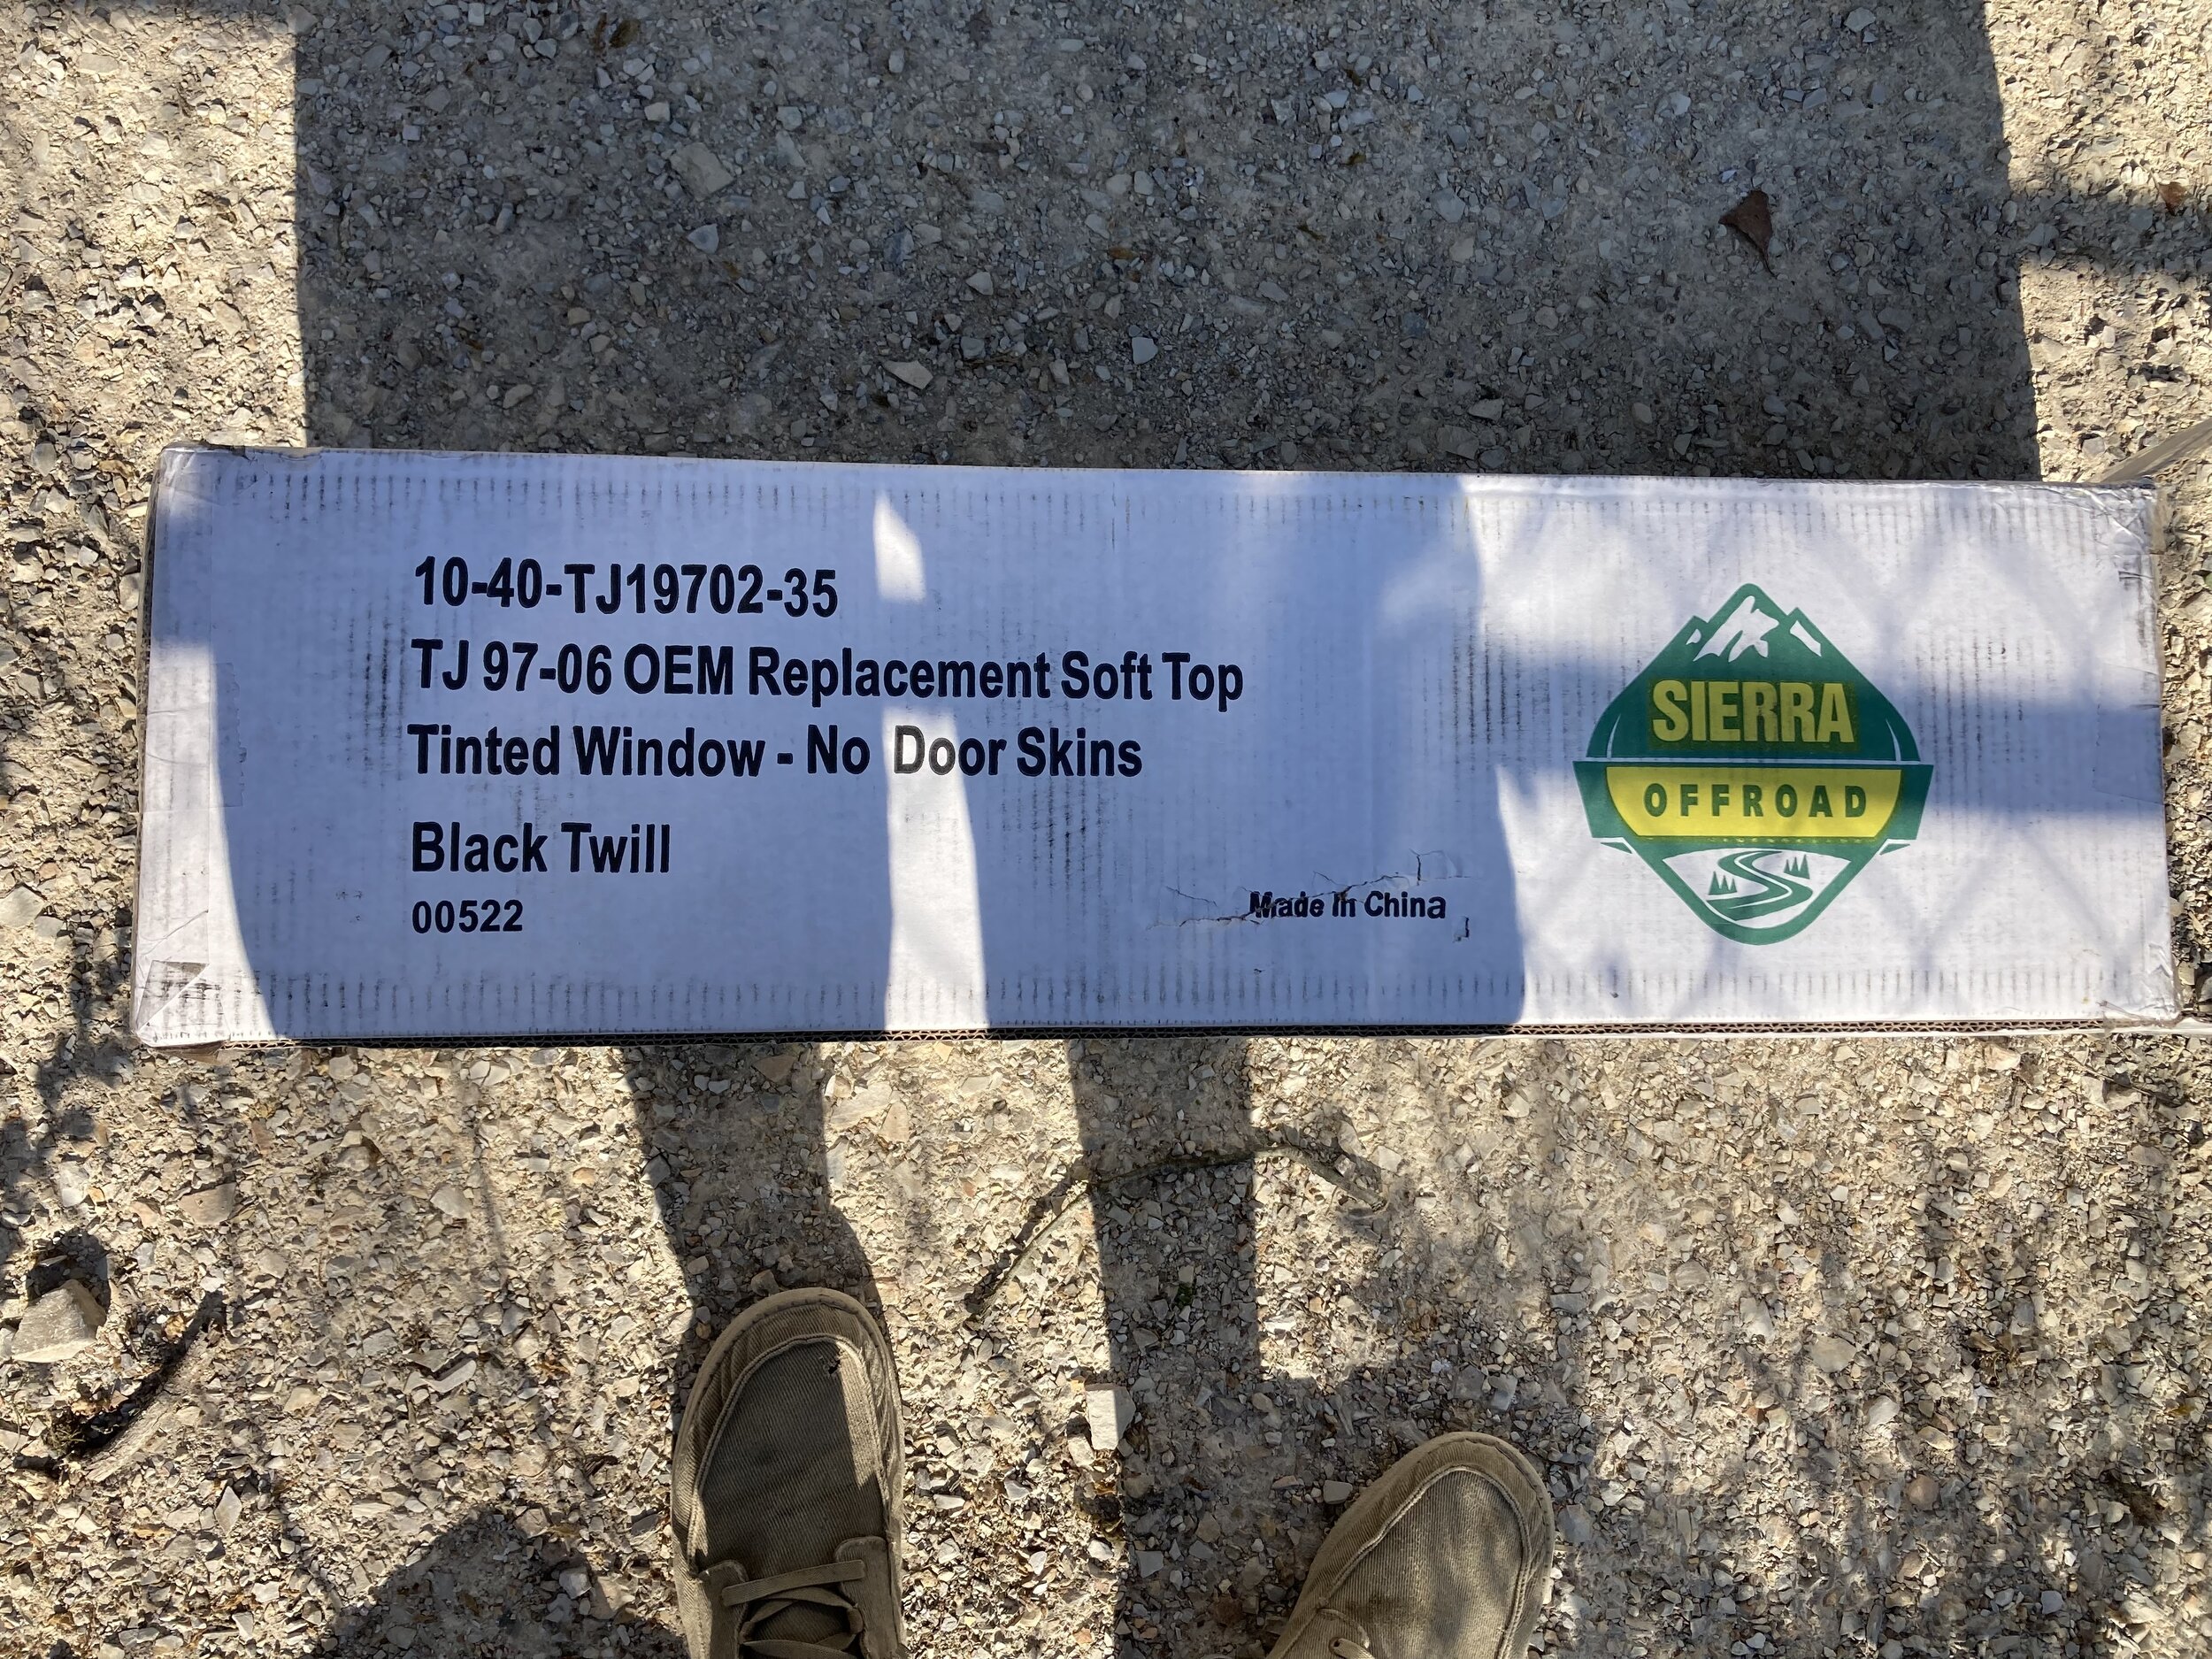 10-40-TJ19702-35
TJ 97-06 OEM Replacement Soft Top
Tinted Window - No Door Skins
Black Twill
00522
Made In China
SIERRA
OFFROAD